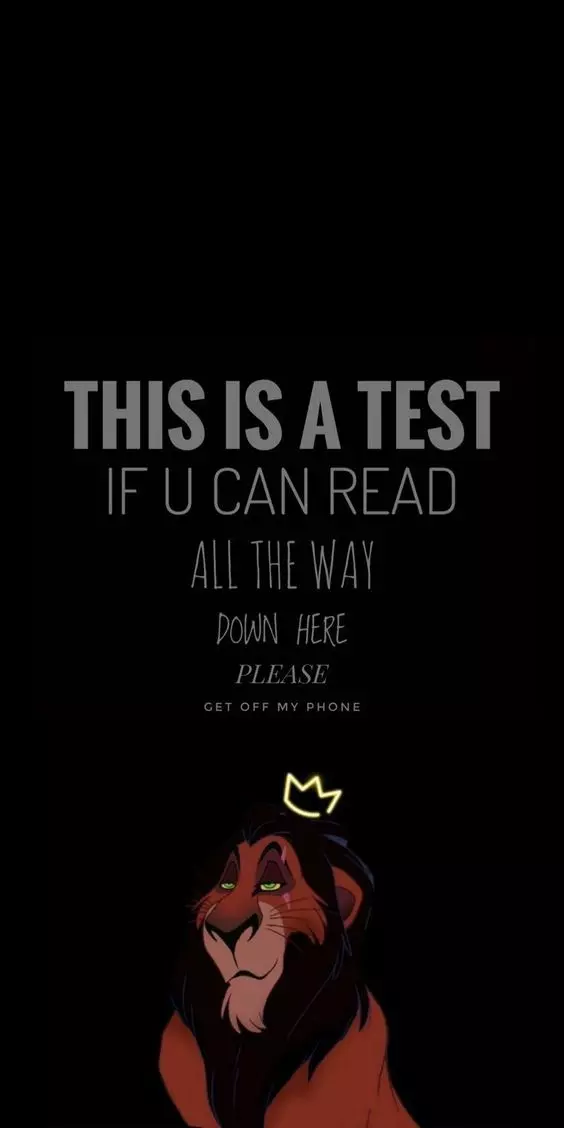 THIS IS A TEST
IF U CAN READ
ALL THE WAY
DOWN HERE
PLEASE
GET OFF MY PHONE